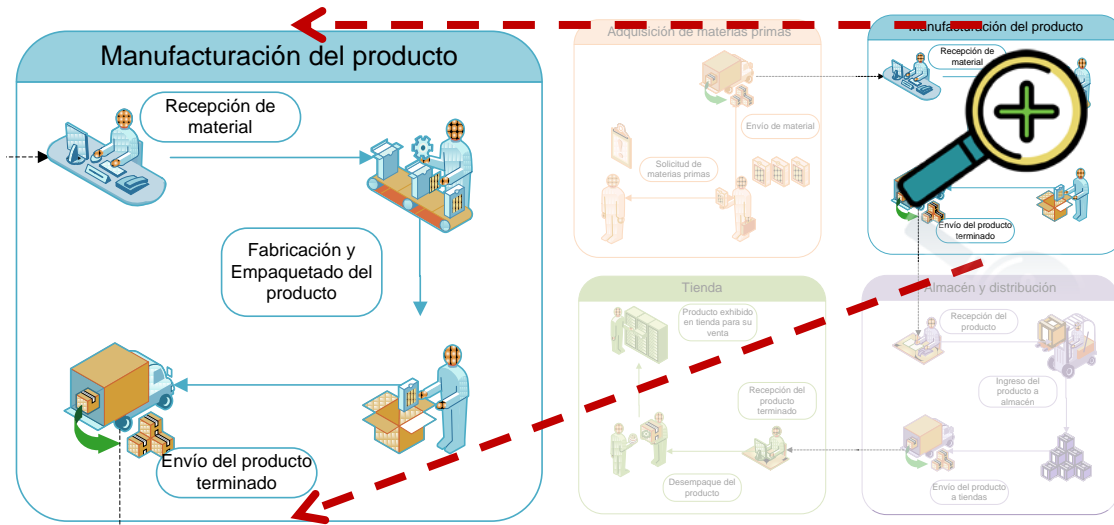 Manufacturación del producto
Recepción de
material
Fabricación y
Empaquetado del
producto
Envío del producto
terminado
Adquisición de materias primas
Envío de material
Solicitud de
materias primas
Manufacturación del producto
Recepción de
material
Envío del producto
terminado
Tienda
Producto exhibido
en tienda para su
venta
Recepción del
producto
terminado
Desempaque del
producto
Almacén y distribución
Recepción del
producto
Ingreso del
producto a
almacén
Envío del producto
a tiendas